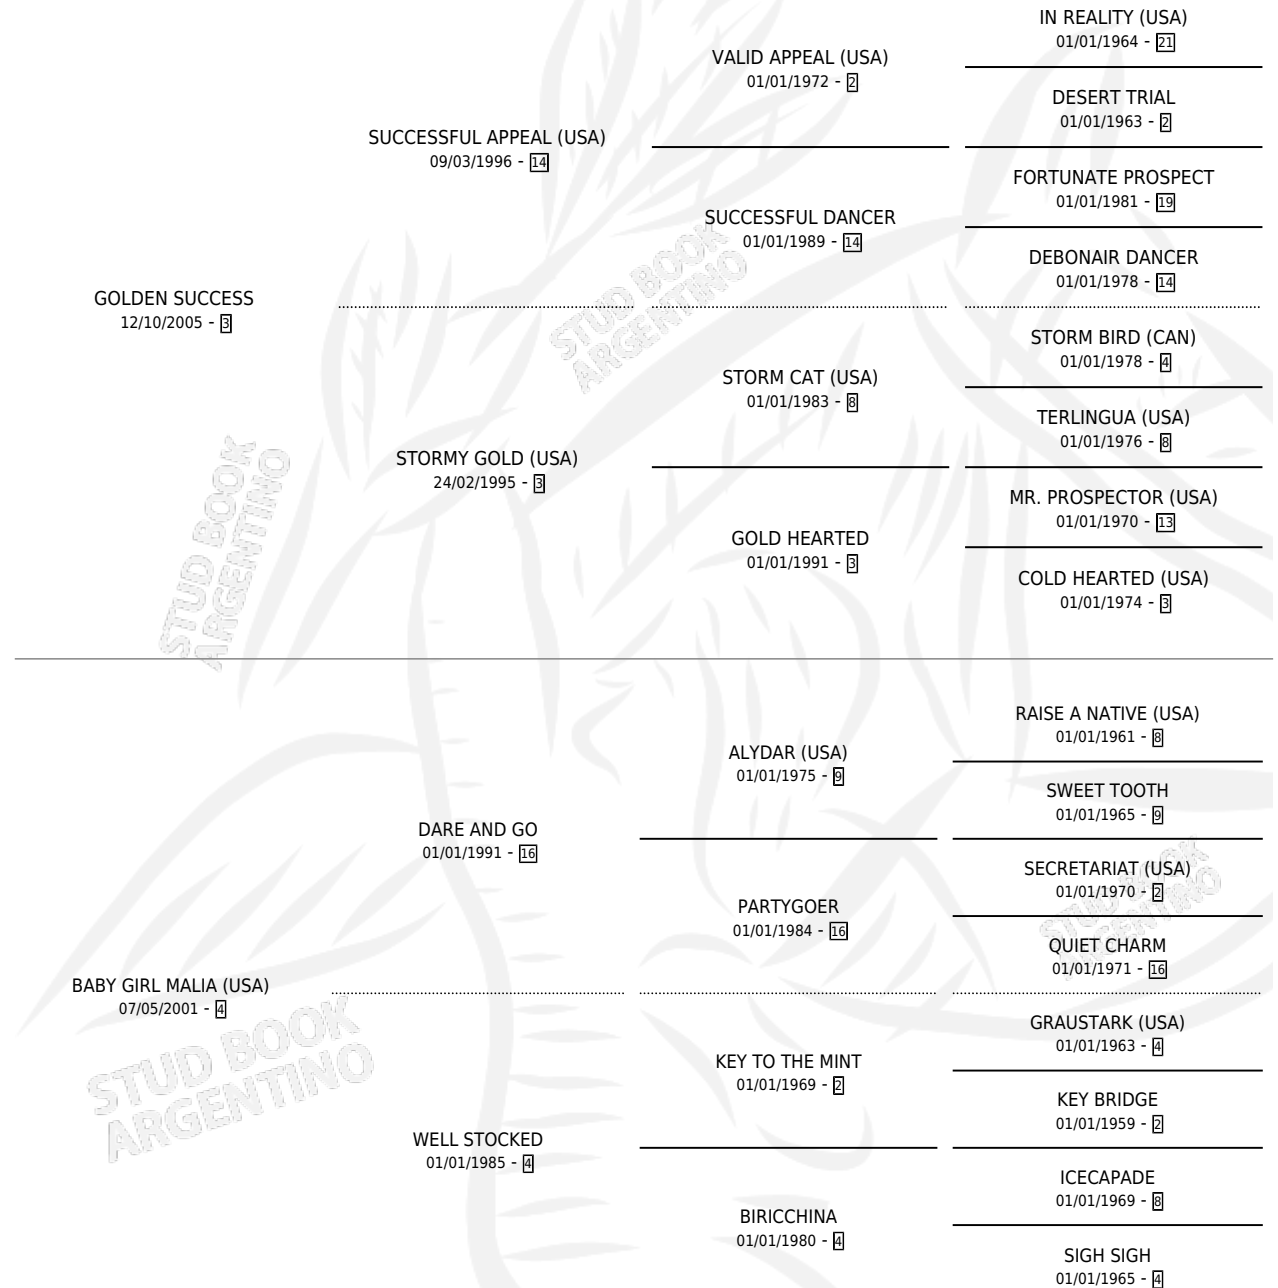 IN REALITY (USA)
01/01/1964 - 21
VALID APPEAL (USA)
01/01/1972 - 2
DESERT TRIAL
01/01/1963 - 2
SUCCESSFUL APPEAL (USA)
09/03/1996 - 14
FORTUNATE PROSPECT
01/01/1981 - 19
SUCCESSFUL DANCER
01/01/1989 - 14
DEBONAIR DANCER
01/01/1978 - 14
GOLDEN SUCCESS
12/10/2005 - 3
STORM BIRD (CAN)
01/01/1978 - 4
STORM CAT (USA)
01/01/1983 - 8
TERLINGUA (USA)
01/01/1976 - 8
STORMY GOLD (USA)
24/02/1995 - 3
MR. PROSPECTOR (USA)
01/01/1970 - 13
GOLD HEARTED
01/01/1991 - 3
COLD HEARTED (USA)
01/01/1974 - 3
RAISE A NATIVE (USA)
01/01/1961 - 8
ALYDAR (USA)
01/01/1975 - 9
SWEET TOOTH
01/01/1965 - 9
DARE AND GO
01/01/1991 - 16
SECRETARIAT (USA)
01/01/1970 - 2
PARTYGOER
01/01/1984 - 16
QUIET CHARM
01/01/1971 - 16
BABY GIRL MALIA (USA)
07/05/2001 - 4
GRAUSTARK (USA)
01/01/1963 - 4
KEY TO THE MINT
01/01/1969 - 2
KEY BRIDGE
01/01/1959 - 2
WELL STOCKED
01/01/1985 - 4
ICECAPADE
01/01/1969 - 8
BIRICCHINA
01/01/1980 - 4
SIGH SIGH
01/01/1965 - 4
STUD BOOK
ARGENTINO
STUD BOOK
ARGENTINO
STUD BOOK
ARGENTINO
STUD BOOK
ARGENTINO